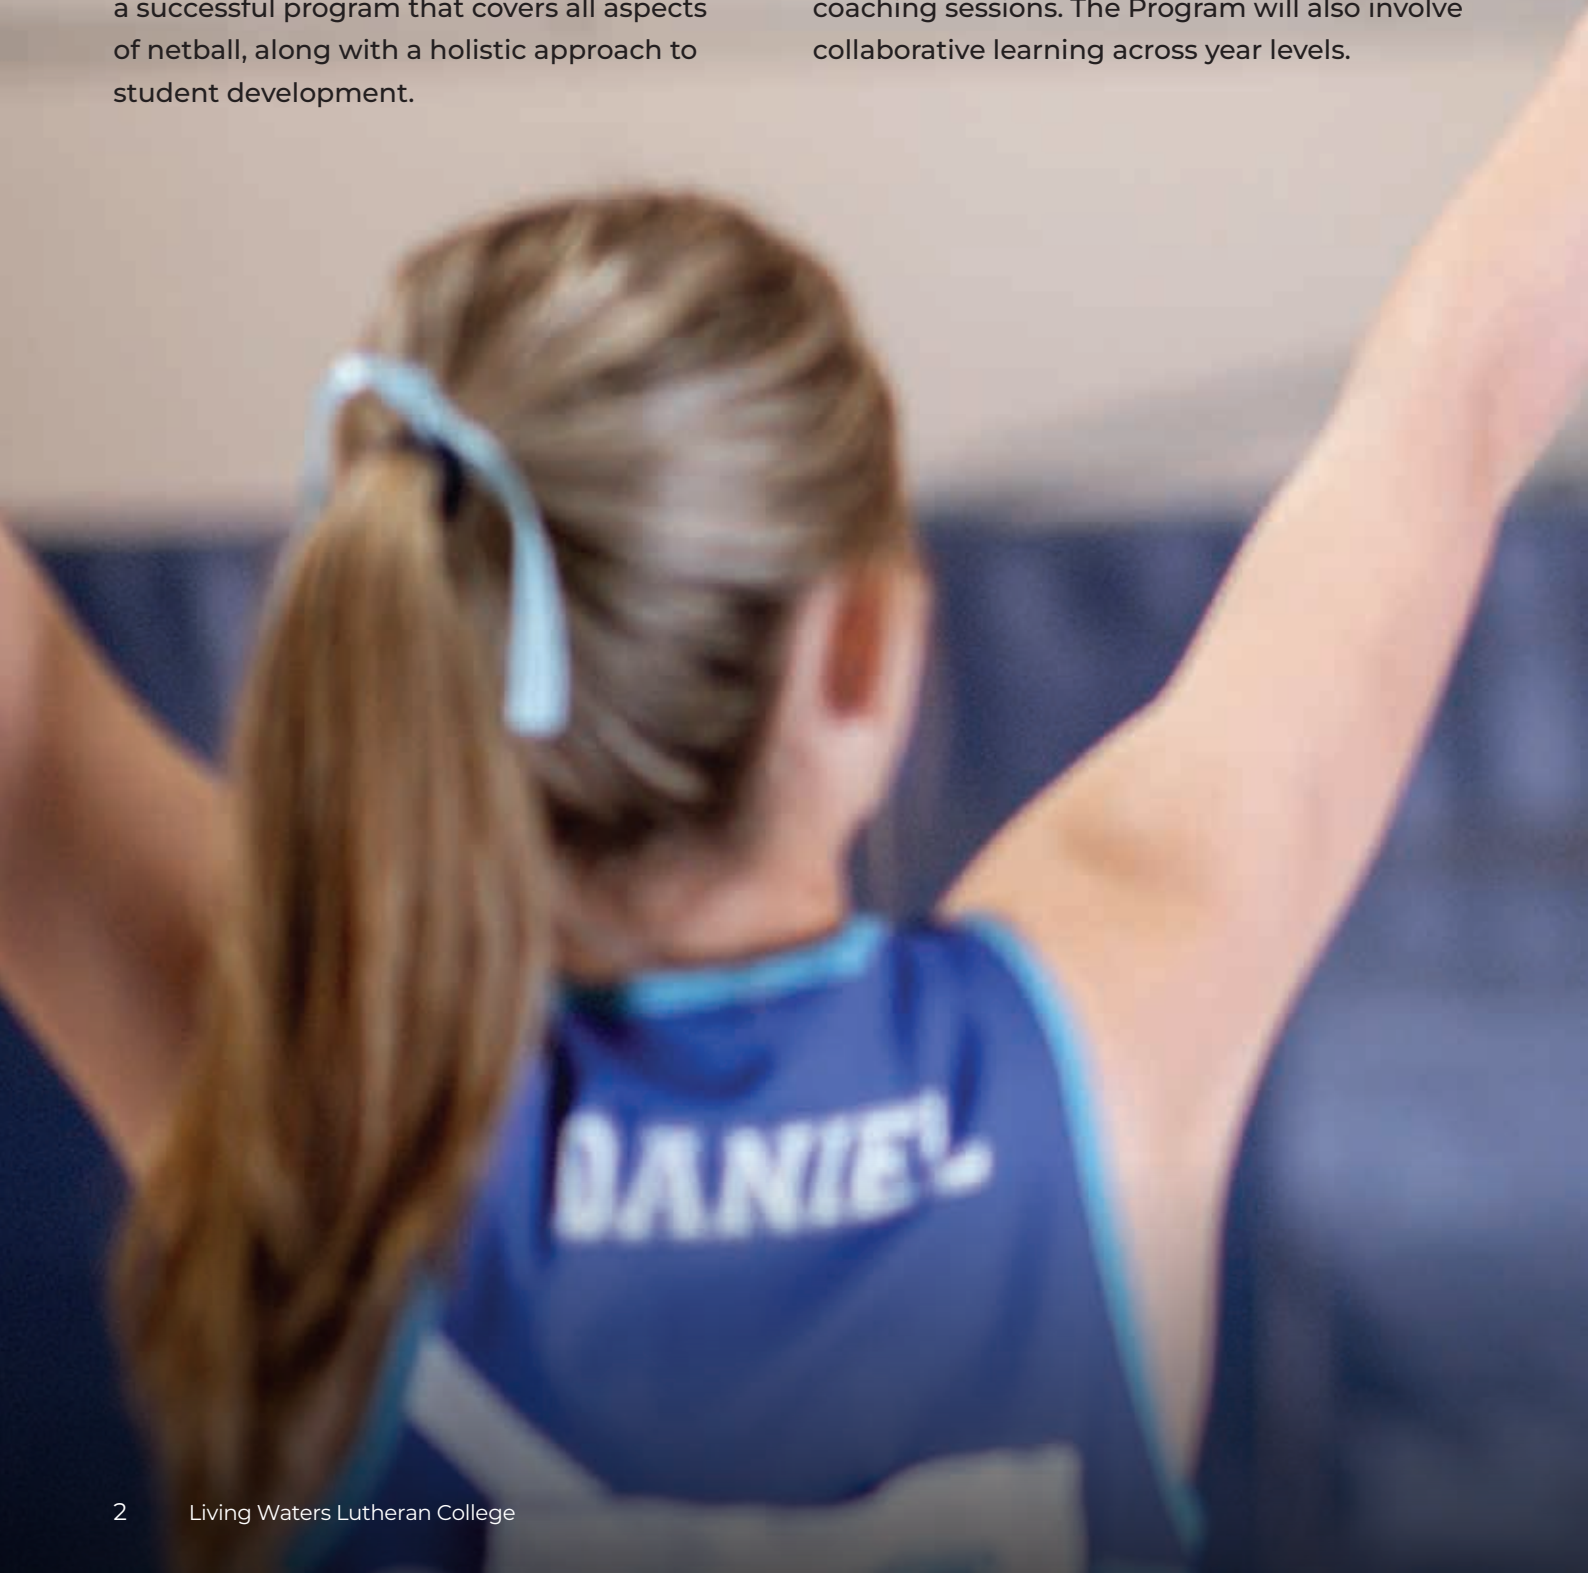 a successful program that covers all aspects
of netball, along with a holistic approach to
student development.
coaching sessions. The Program will also involve
collaborative learning across year levels.
DANIEL
2 Living Waters Lutheran College